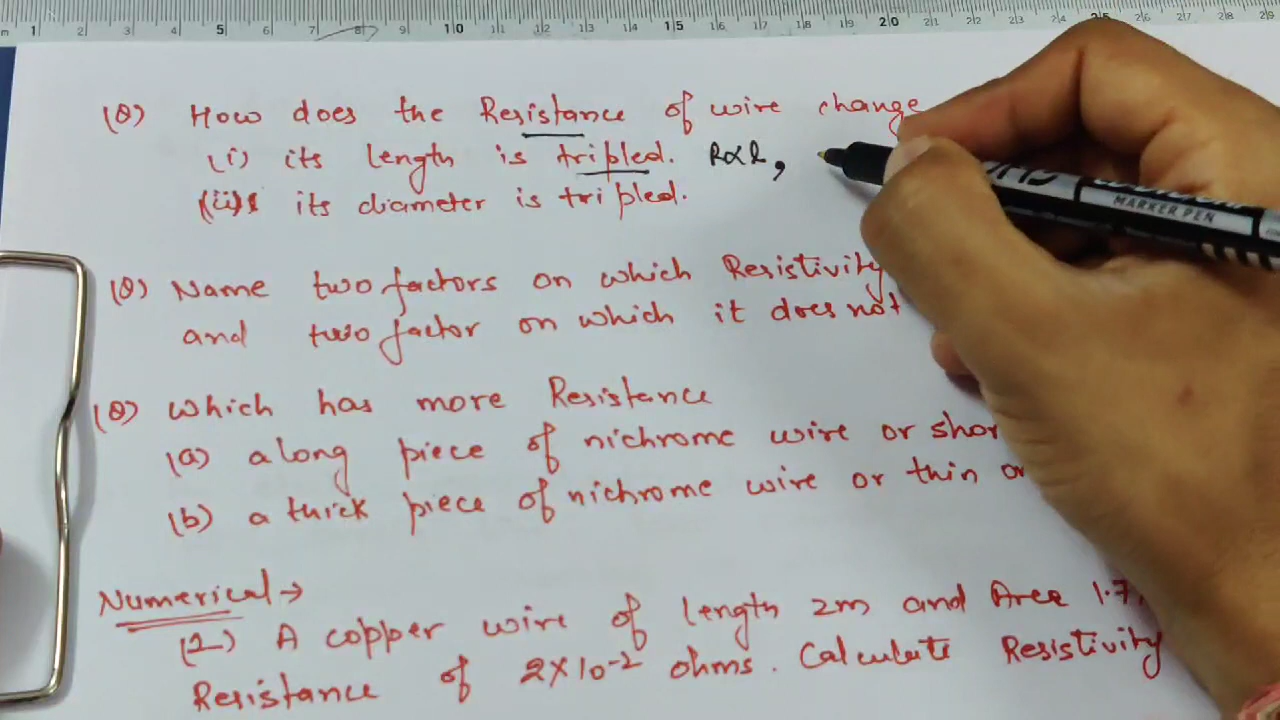 (Q) How does the Resistance of wire change
(i) its length is tripled. R∝l,
(ii) its diameter is tripled.
(Q) Name two factors on which Resistivity
and two factor on which it does not
(Q) which has more Resistance
(a) a long piece of nichrome wire or
(b) a thick piece of nichrome wire or thin
Numerical →
(2.) A copper wire of length 2m and Area 1.7
Resistance of 2×10⁻² ohms. Calculate Resistivity
MARKER PEN